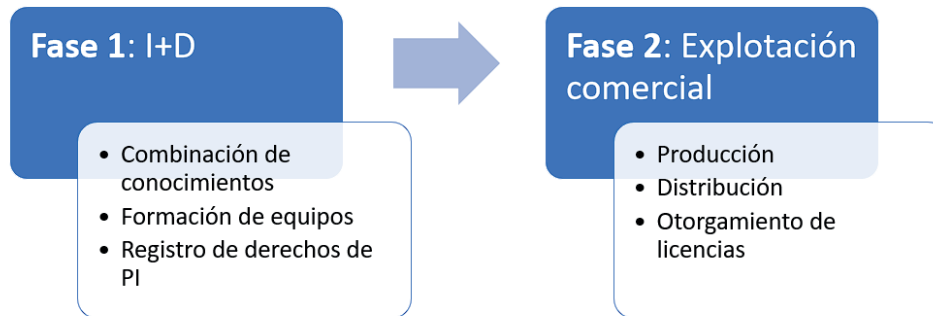 Fase 1: I+D
• Combinación de
conocimientos
• Formación de equipos
• Registro de derechos de
PI
Fase 2: Explotación
comercial
• Producción
• Distribución
• Otorgamiento de
licencias